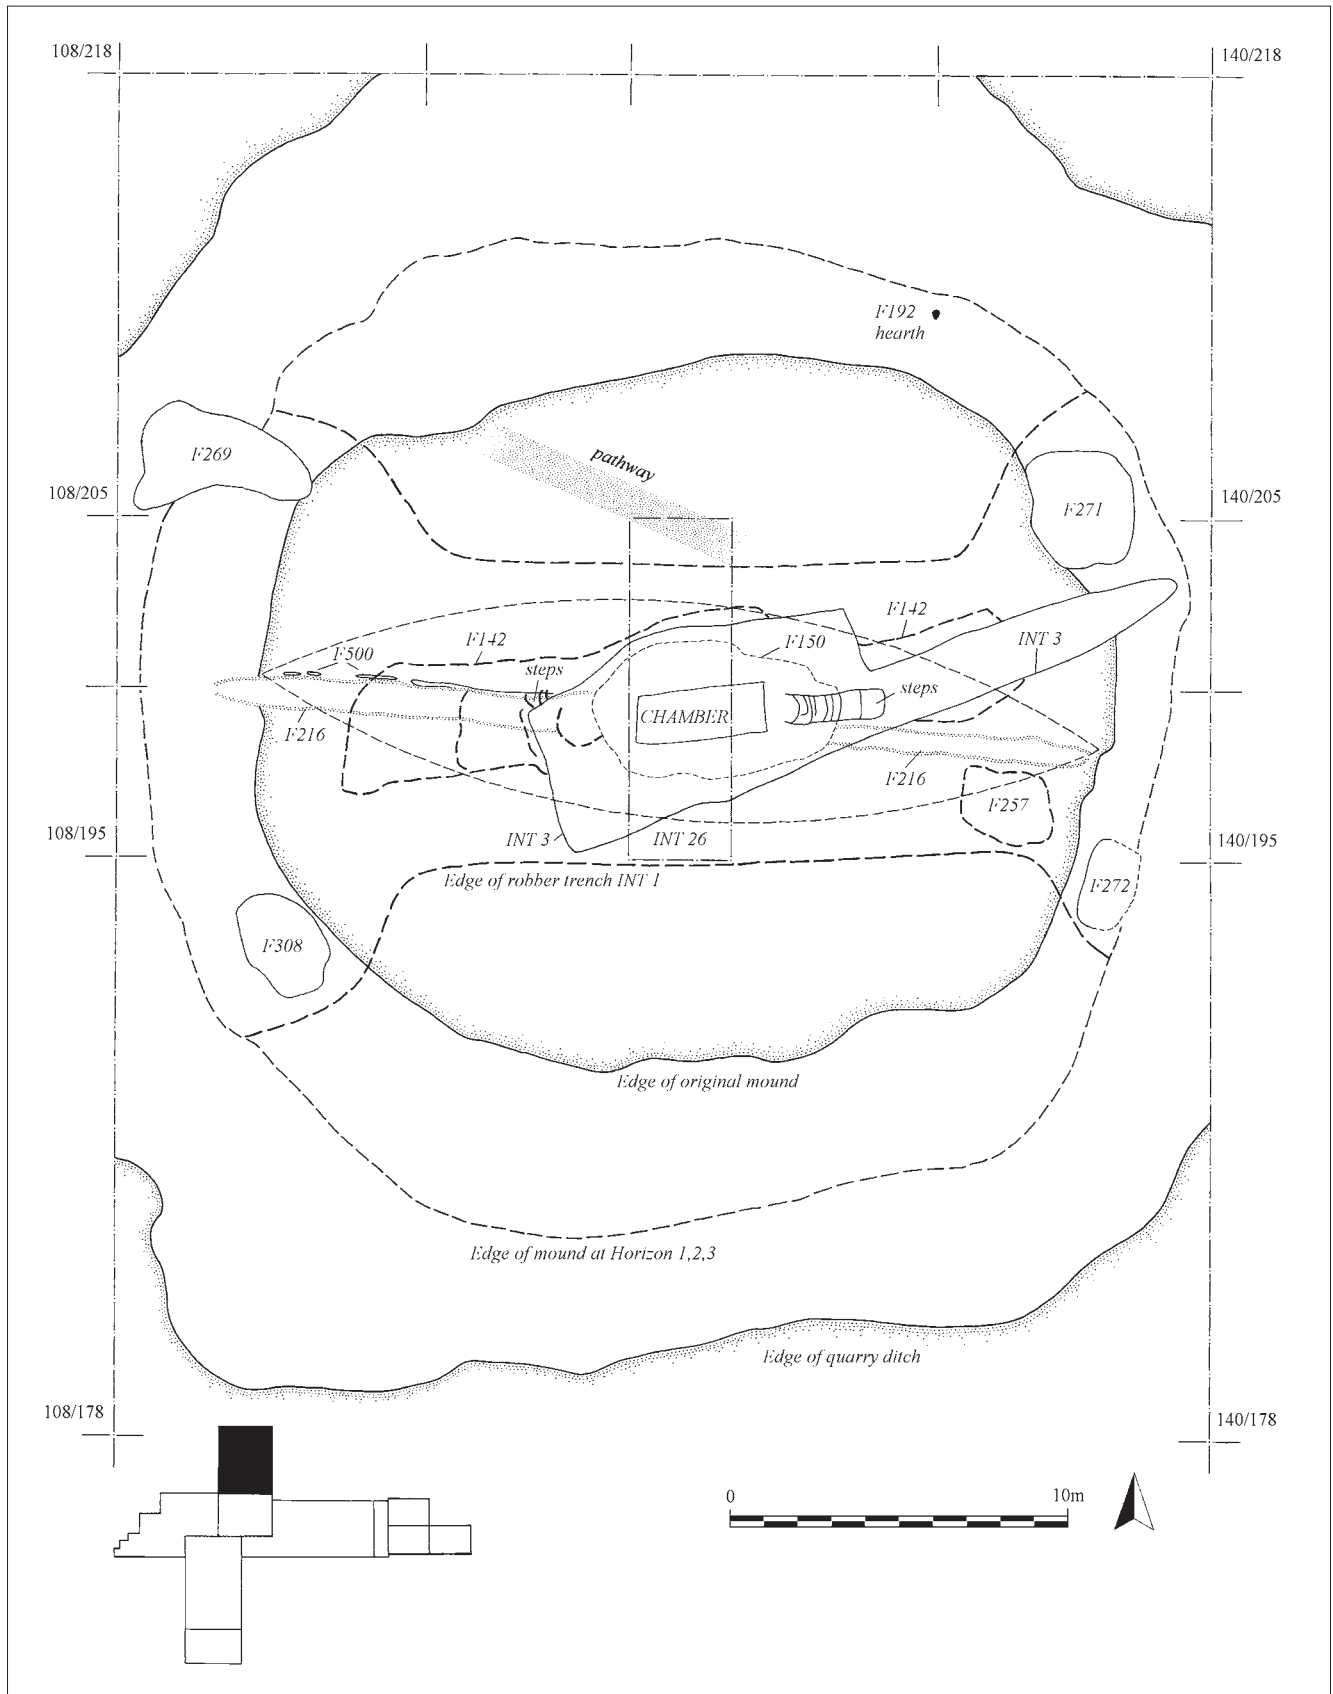 108/218
140/218
F192
hearth
F269
pathway
108/205
140/205
F271
F142
F142
F150
INT 3
F500
steps
steps
CHAMBER
F216
F216
F257
108/195
INT 3
INT 26
140/195
Edge of robber trench INT 1
F272
F308
Edge of original mound
Edge of mound at Horizon 1,2,3
Edge of quarry ditch
108/178
140/178
0
10m